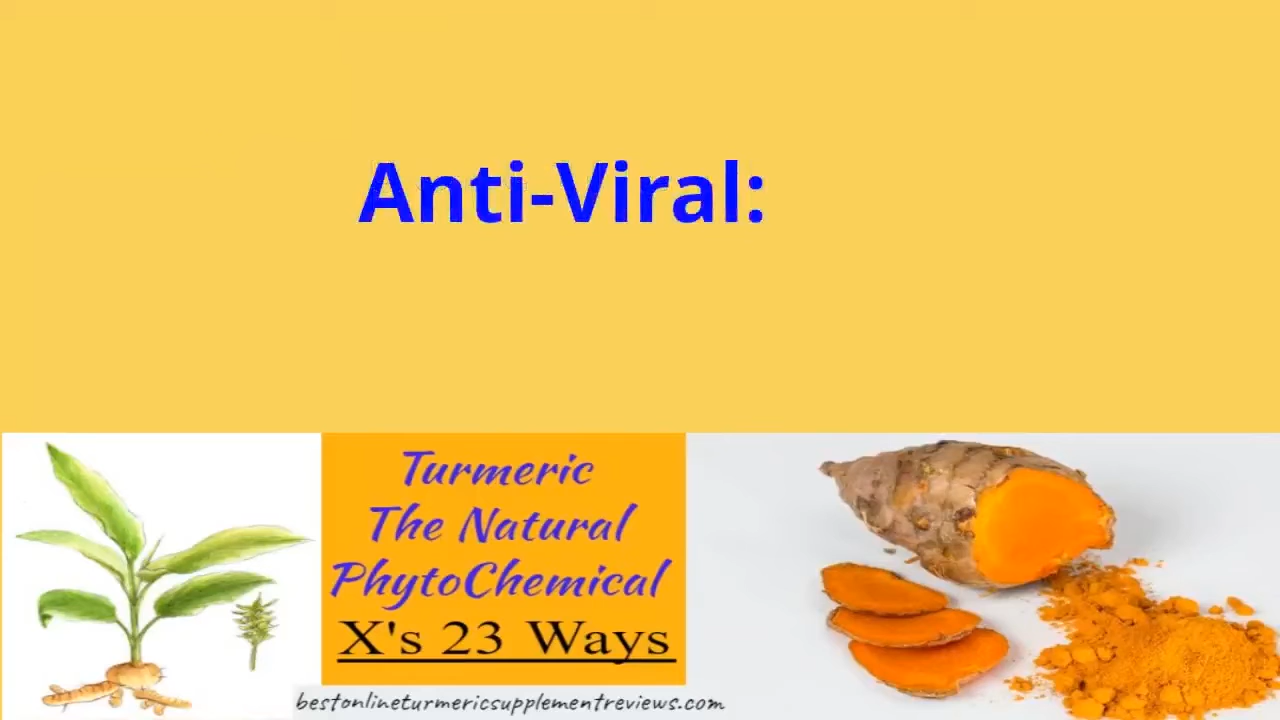 Anti-Viral:
Turmeric
The Natural
PhytoChemical
X's 23 Ways
bestonlineturmericsupplementreviews.com